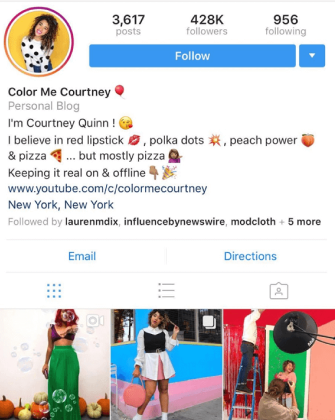 3,617 428K 956
posts followers following
Follow
Color Me Courtney 🎈
Personal Blog
I'm Courtney Quinn ! 😘
I believe in red lipstick 💋 , polka dots 💥 , peach power 🍑
& pizza 🍕 ... but mostly pizza 💁🏾‍♀️
Keeping it real on & offline 👇🏽🎉
www.youtube.com/c/colormecourtney
New York, New York
Followed by laurenmdix, influencebynewswire, modcloth + 5 more
Email Directions